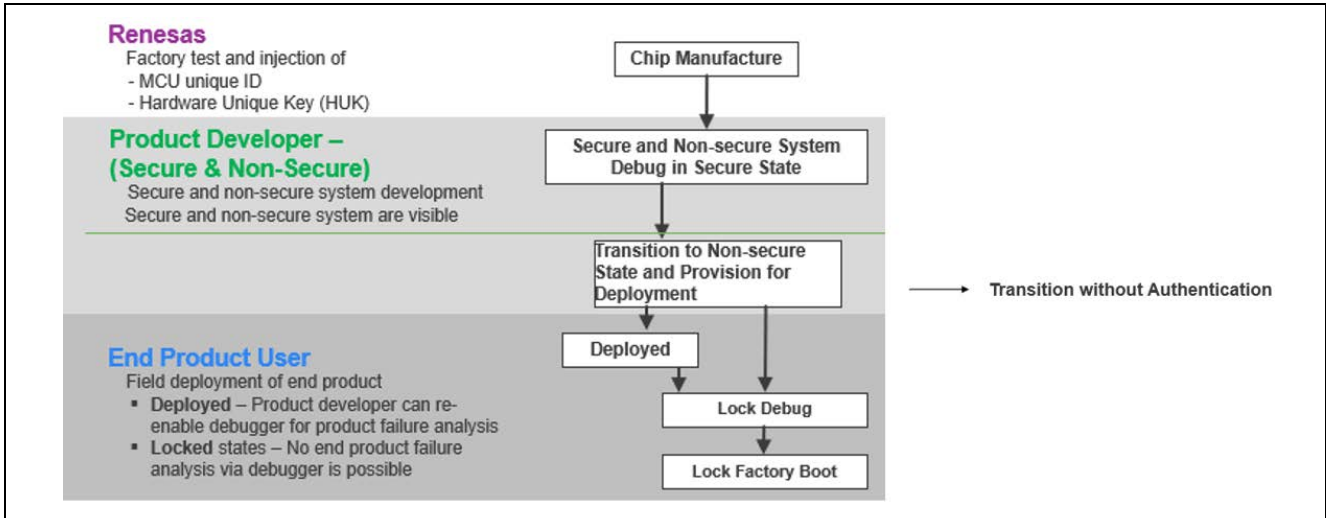 Renesas
Factory test and injection of
- MCU unique ID
- Hardware Unique Key (HUK)
Chip Manufacture
Product Developer –
(Secure & Non-Secure)
Secure and non-secure system development
Secure and non-secure system are visible
Secure and Non-secure System
Debug in Secure State
Transition to Non-secure
State and Provision for
Deployment
Transition without Authentication
End Product User
Field deployment of end product
▪ Deployed – Product developer can re-
enable debugger for product failure analysis
▪ Locked states – No end product failure
analysis via debugger is possible
Deployed
Lock Debug
Lock Factory Boot